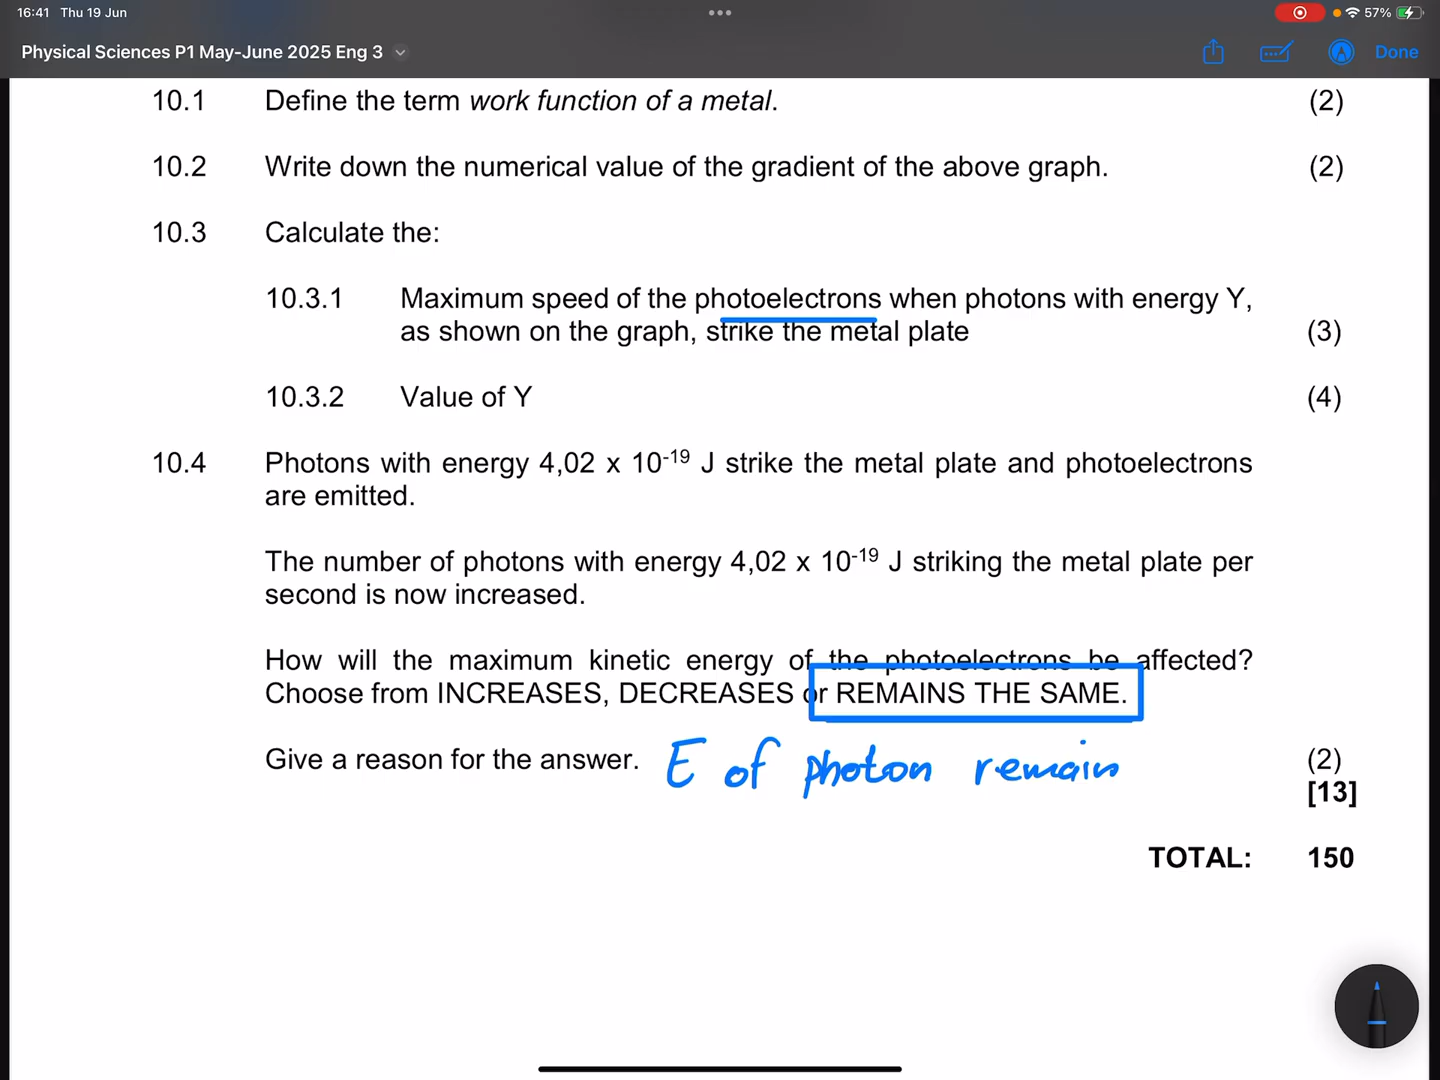 16:41 Thu 19 Jun
57%
Physical Sciences P1 May-June 2025 Eng 3
Done
10.1 Define the term work function of a metal. (2)
10.2 Write down the numerical value of the gradient of the above graph. (2)
10.3 Calculate the:
10.3.1 Maximum speed of the photoelectrons when photons with energy Y,
as shown on the graph, strike the metal plate (3)
10.3.2 Value of Y (4)
10.4 Photons with energy 4,02 x 10⁻¹⁹ J strike the metal plate and photoelectrons
are emitted.
The number of photons with energy 4,02 x 10⁻¹⁹ J striking the metal plate per
second is now increased.
How will the maximum kinetic energy of the photoelectrons be affected?
Choose from INCREASES, DECREASES or REMAINS THE SAME.
Give a reason for the answer. E of photon remain (2)
[13]
TOTAL: 150